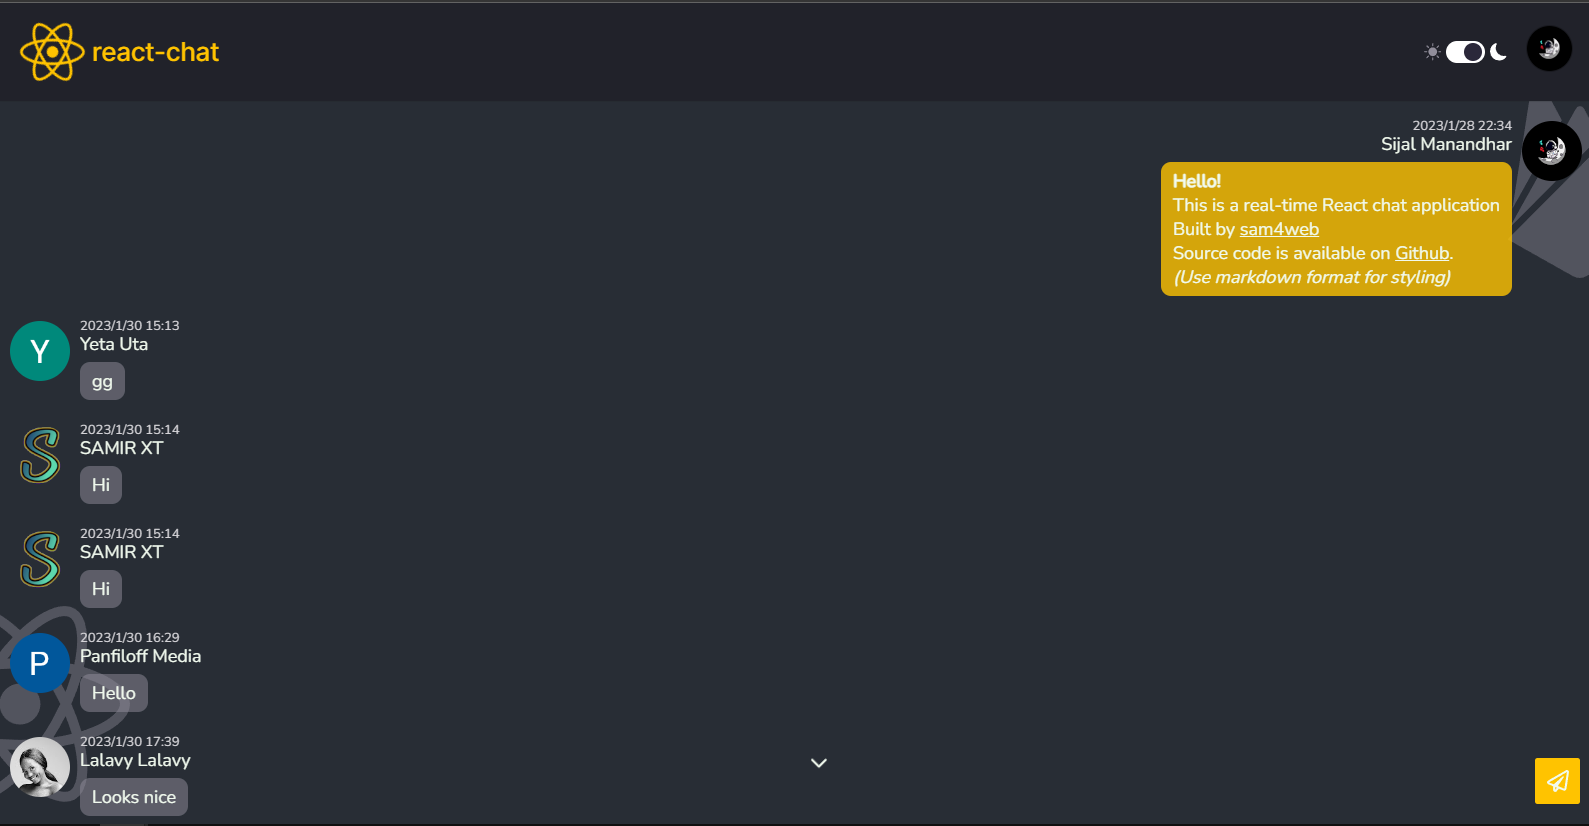 react-chat
2023/1/28 22:34
Sijal Manandhar
Hello!
This is a real-time React chat application
Built by sam4web
Source code is available on Github.
(Use markdown format for styling)
2023/1/30 15:13
Y
Yeta Uta
gg
2023/1/30 15:14
S
SAMIR XT
Hi
2023/1/30 15:14
S
SAMIR XT
Hi
2023/1/30 16:29
P
Panfiloff Media
Hello
2023/1/30 17:39
Lalavy Lalavy
Looks nice